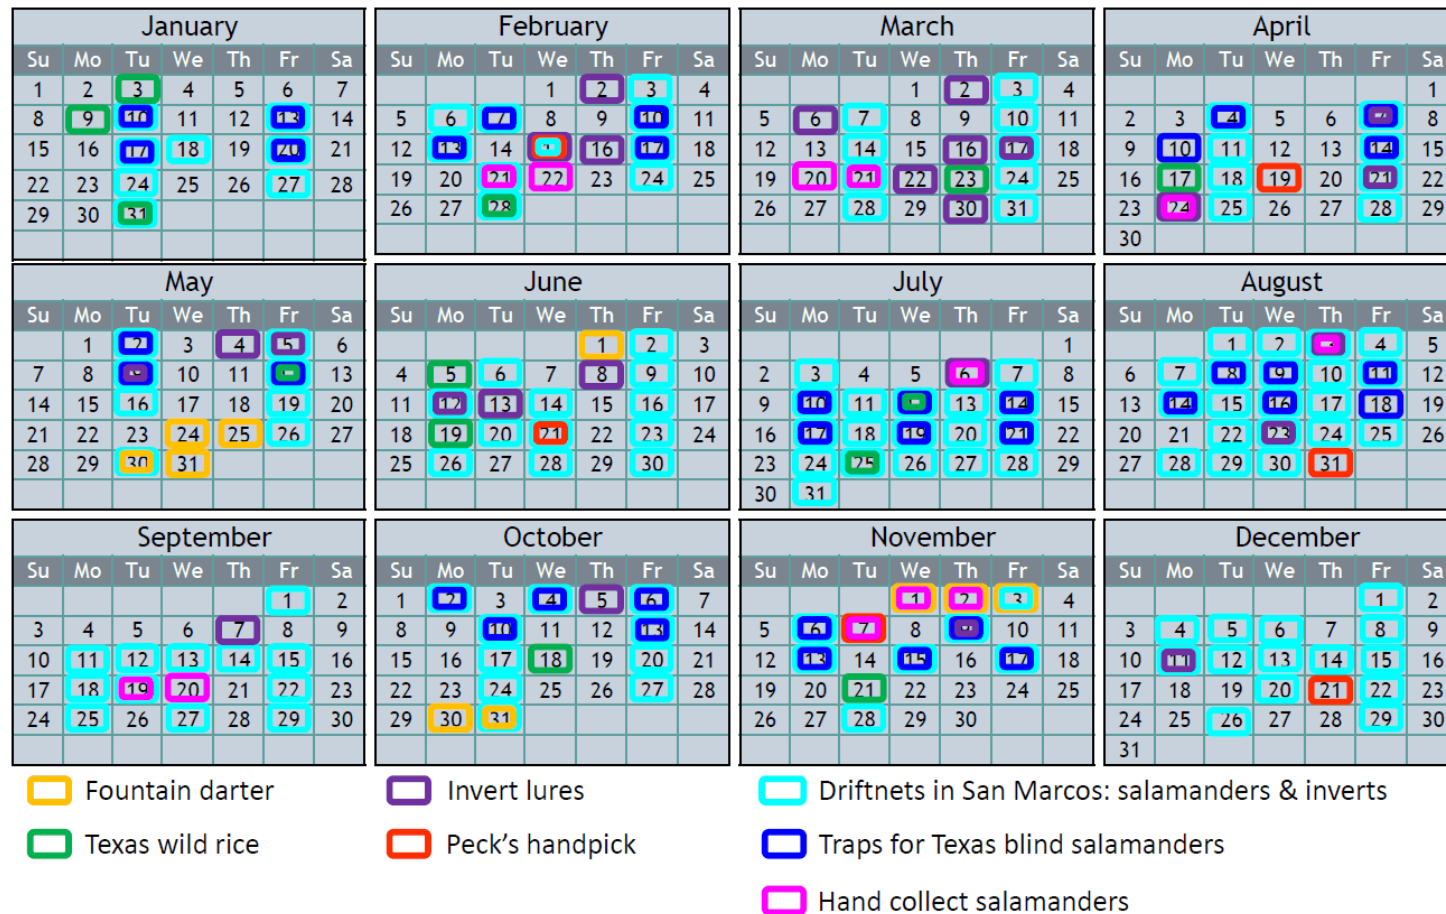 January February March April
Su Mo Tu We Th Fr Sa Su Mo Tu We Th Fr Sa Su Mo Tu We Th Fr Sa Su Mo Tu We Th Fr Sa
1 2 3 4 5 6 7 1 2 3 4 1 2 3 4 1
8 9 10 11 12 13 14 5 6 7 8 9 10 11 5 6 7 8 9 10 11 2 3 4 5 6 8
15 16 17 18 19 20 21 12 13 14 16 17 18 12 13 14 15 16 17 18 9 10 11 12 13 14 15
22 23 24 25 26 27 28 19 20 21 22 23 24 25 19 20 21 22 23 24 25 16 17 18 19 20 21 22
29 30 31 26 27 28 26 27 28 29 30 31 23 24 25 26 27 28 29
30
May June July August
Su Mo Tu We Th Fr Sa Su Mo Tu We Th Fr Sa Su Mo Tu We Th Fr Sa Su Mo Tu We Th Fr Sa
1 2 3 4 5 6 1 2 3 1 1 2 4 5
7 8 10 11 13 4 5 6 7 8 9 10 2 3 4 5 6 7 8 6 7 8 9 10 11 12
14 15 16 17 18 19 20 11 12 13 14 15 16 17 9 10 11 13 14 15 13 14 15 16 17 18 19
21 22 23 24 25 26 27 18 19 20 21 22 23 24 16 17 18 19 20 21 22 20 21 22 23 24 25 26
28 29 30 31 25 26 27 28 29 30 23 24 25 26 27 28 29 27 28 29 30 31
30 31
September October November December
Su Mo Tu We Th Fr Sa Su Mo Tu We Th Fr Sa Su Mo Tu We Th Fr Sa Su Mo Tu We Th Fr Sa
1 2 1 2 3 4 5 6 7 1 2 3 4 1 2
3 4 5 6 7 8 9 8 9 10 11 12 13 14 5 6 7 8 10 11 3 4 5 6 7 8 9
10 11 12 13 14 15 16 15 16 17 18 19 20 21 12 13 14 15 16 17 18 10 11 12 13 14 15 16
17 18 19 20 21 22 23 22 23 24 25 26 27 28 19 20 21 22 23 24 25 17 18 19 20 21 22 23
24 25 26 27 28 29 30 29 30 31 26 27 28 29 30 24 25 26 27 28 29 30
31
Fountain darter Invert lures Driftnets in San Marcos: salamanders & inverts
Texas wild rice Peck's handpick Traps for Texas blind salamanders
Hand collect salamanders